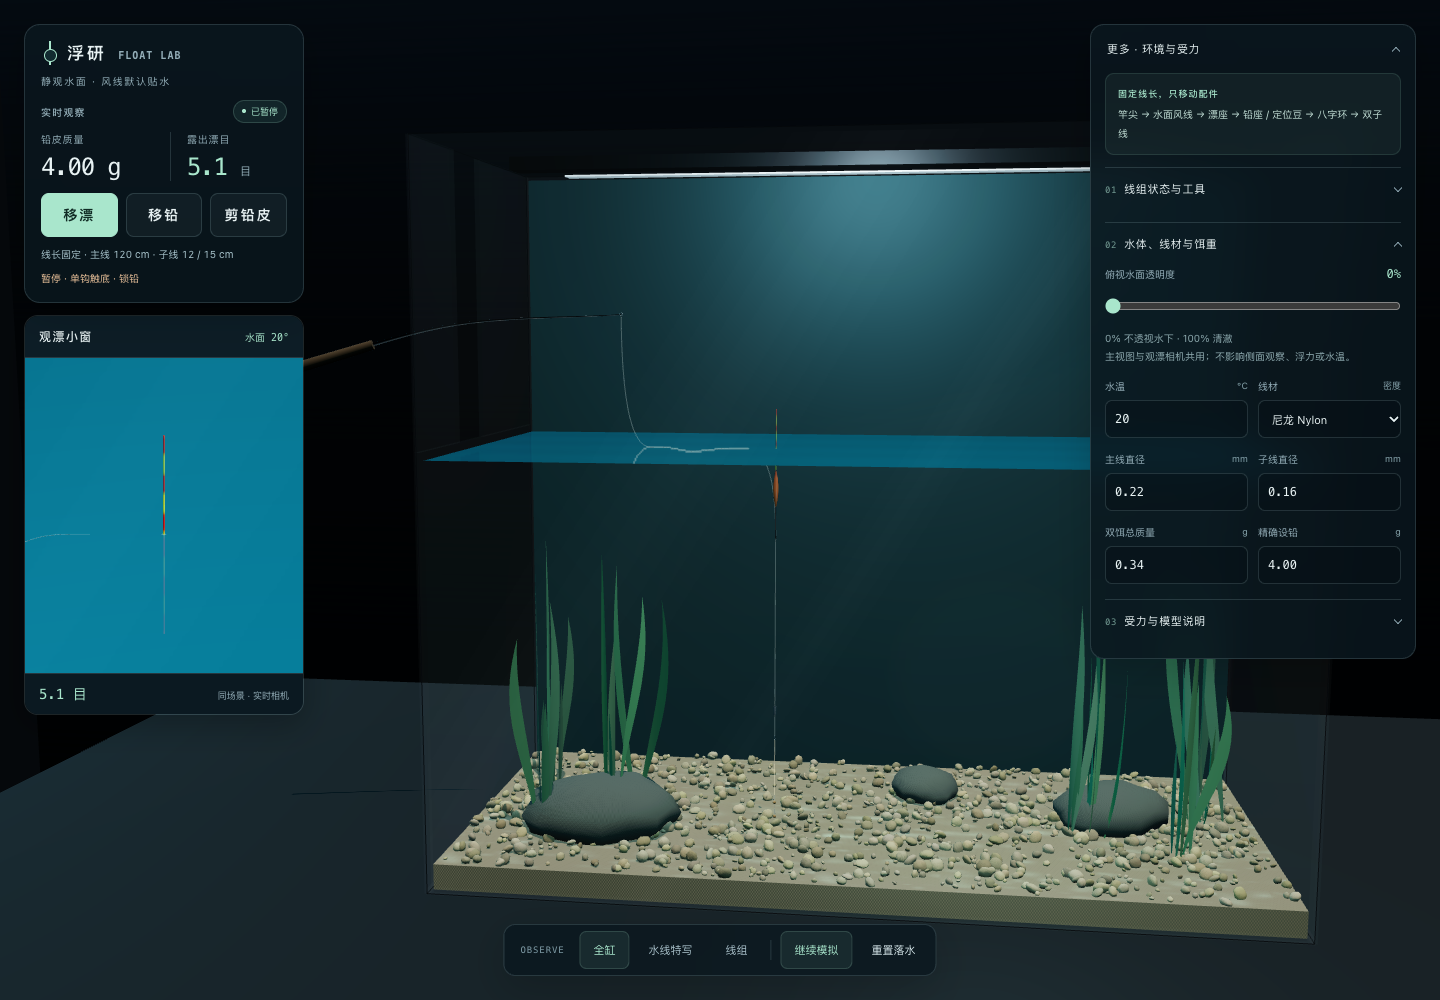 浮研 FLOAT LAB
静观水面 · 风线默认贴水
实时观察
已暂停
铅皮质量
4.00 g
露出漂目
5.1 目
移漂
移铅
剪铅皮
线长固定 · 主线 120 cm · 子线 12 / 15 cm
暂停 · 单钩触底 · 锁铅
观漂小窗
水面 20°
5.1 目
同场景 · 实时相机
更多 · 环境与受力
固定线长，只移动配件
竿尖 → 水面风线 → 漂座 → 铅座 / 定位豆 → 八字环 → 双子
线
01 线组状态与工具
02 水体、线材与饵重
俯视水面透明度
0%
0% 不透视水下 · 100% 清澈
主视图与观漂相机共用；不影响侧面观察、浮力或水温。
水温 °C
20
线材 密度
尼龙 Nylon
主线直径 mm
0.22
子线直径 mm
0.16
双饵总质量 g
0.34
精确设铅 g
4.00
03 受力与模型说明
OBSERVE
全缸
水线特写
线组
继续模拟
重置落水